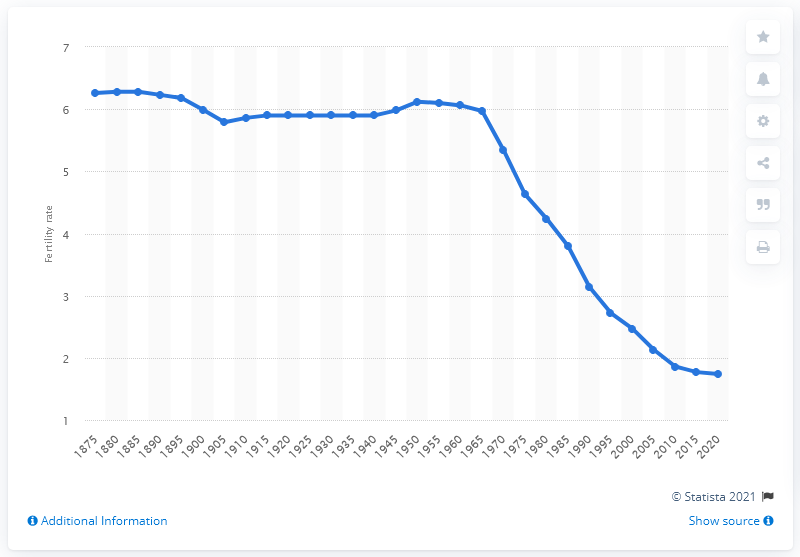 7
6
5
4
3
2
1
Fertility rate
1875 1880 1885 1890 1895 1900 1905 1910 1915 1920 1925 1930 1935 1940 1945 1950 1955 1960 1965 1970 1975 1980 1985 1990 1995 2000 2005 2010 2015 2020
© Statista 2021
Additional Information
Show source